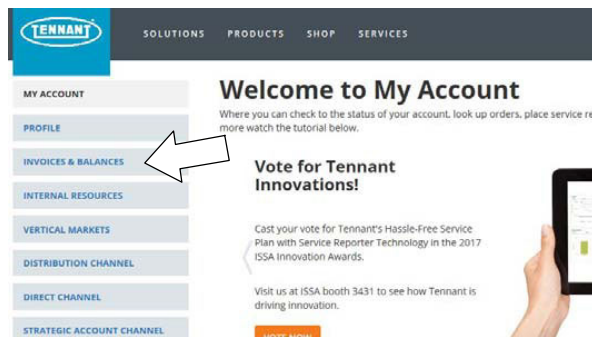 TENNANT
SOLUTIONS PRODUCTS SHOP SERVICES
MY ACCOUNT
PROFILE
INVOICES & BALANCES
INTERNAL RESOURCES
VERTICAL MARKETS
DISTRIBUTION CHANNEL
DIRECT CHANNEL
STRATEGIC ACCOUNT CHANNEL
Welcome to My Account
Where you can check to the status of your account, look up orders, place service re
more watch the tutorial below.
Vote for Tennant
Innovations!
Cast your vote for Tennant's Hassle-Free Service
Plan with Service Reporter Technology in the 2017
ISSA Innovation Awards.
Visit us at ISSA booth 3431 to see how Tennant is
driving innovation.
VOTE NOW